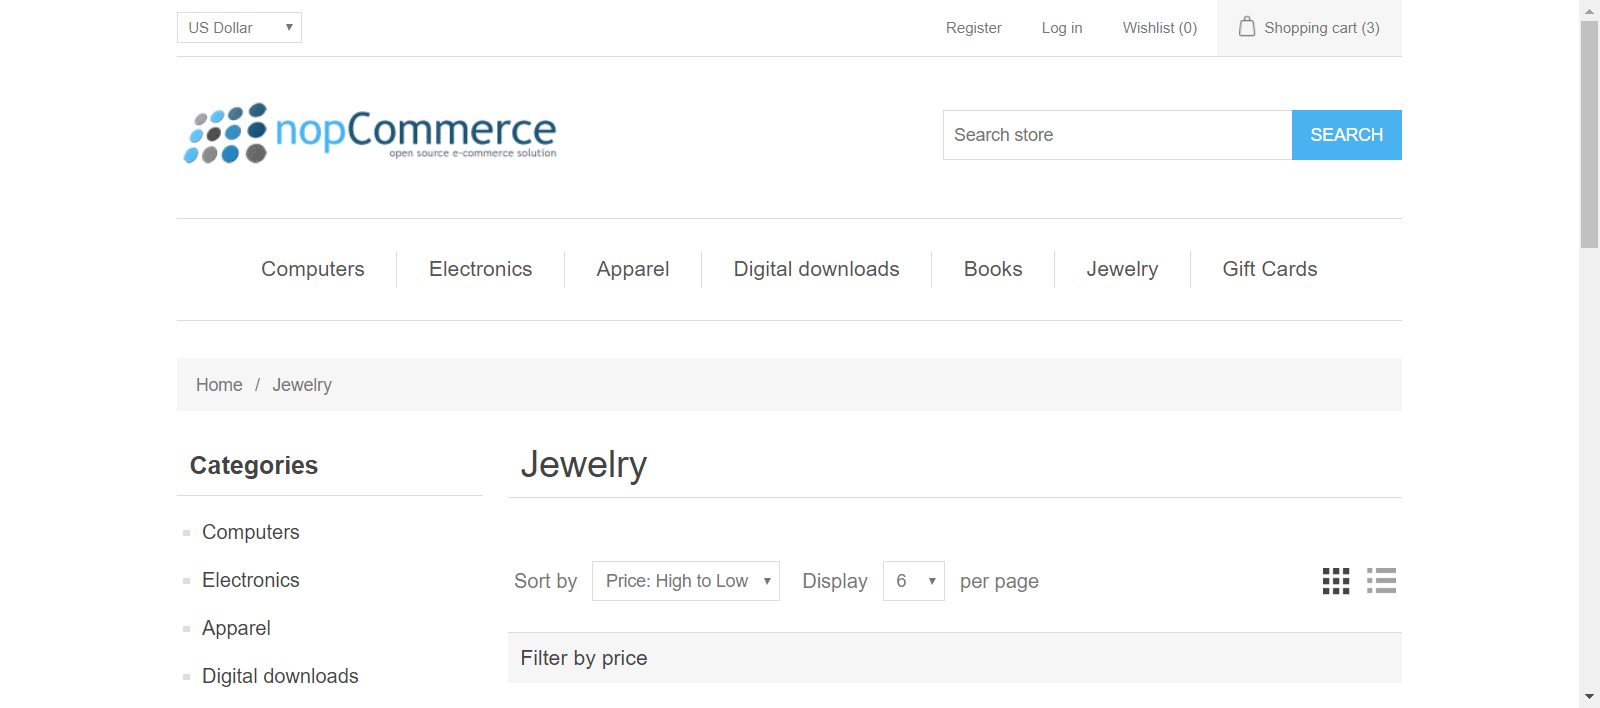 US Dollar
Register
Log in
Wishlist (0)
Shopping cart (3)
nopCommerce
open source e-commerce solution
Search store
SEARCH
Computers
Electronics
Apparel
Digital downloads
Books
Jewelry
Gift Cards
Home / Jewelry
Categories
Computers
Electronics
Apparel
Digital downloads
Jewelry
Sort by Price: High to Low Display 6 per page
Filter by price